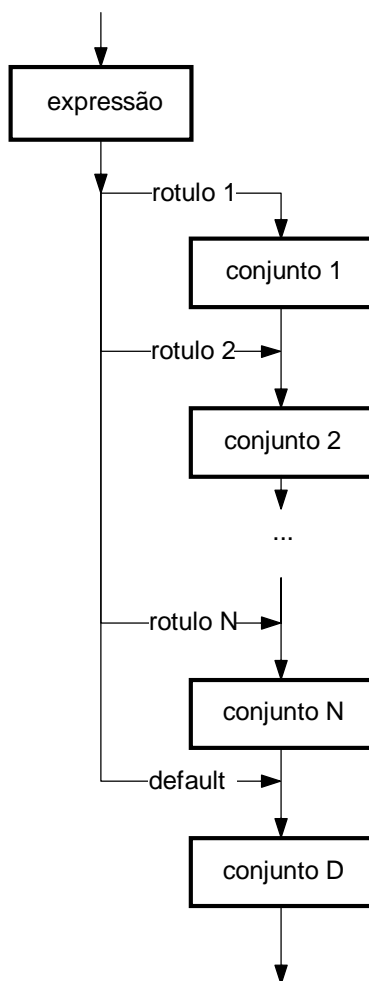 expressão
rotulo 1
conjunto 1
rotulo 2
conjunto 2
...
rotulo N
conjunto N
default
conjunto D